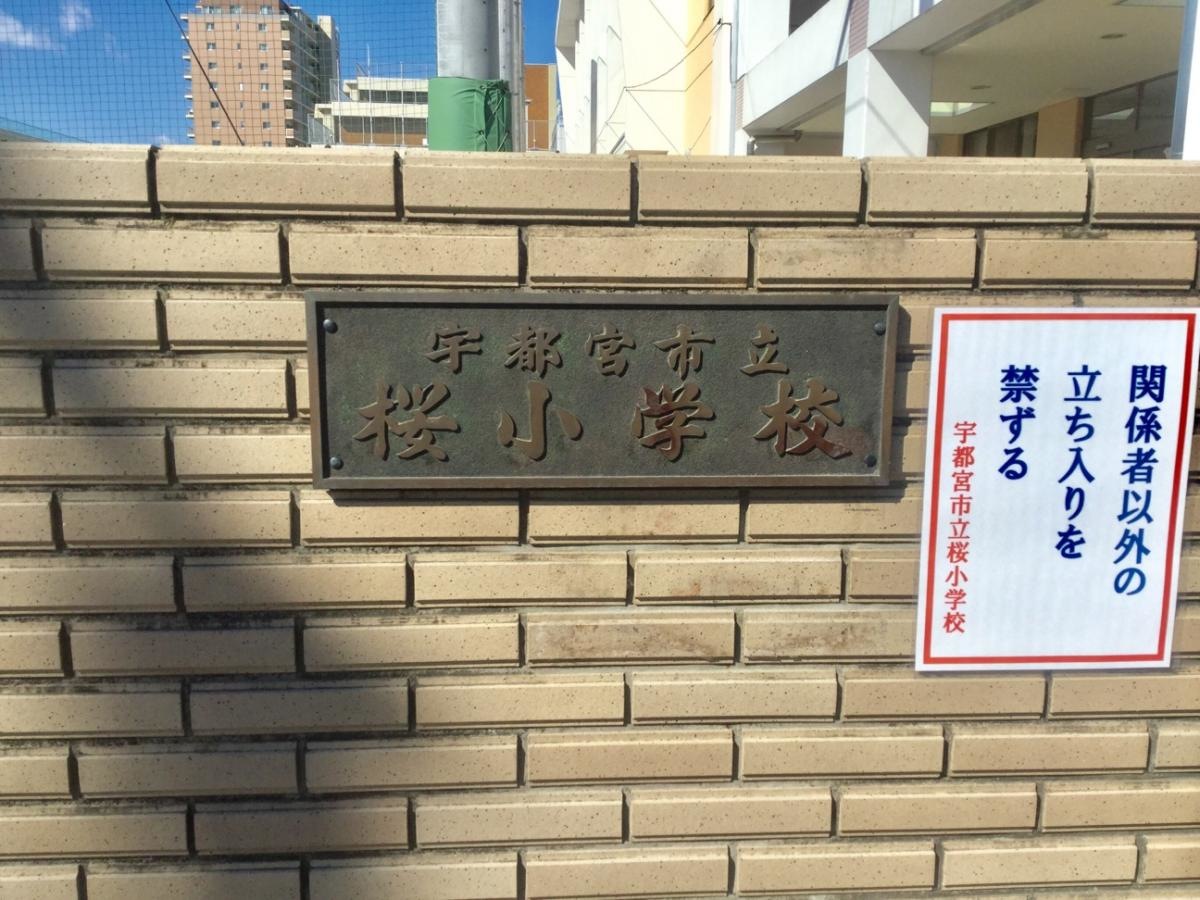 宇都宮市立
桜小学校
関係者以外の
立ち入りを
禁ずる
宇都宮市立桜小学校